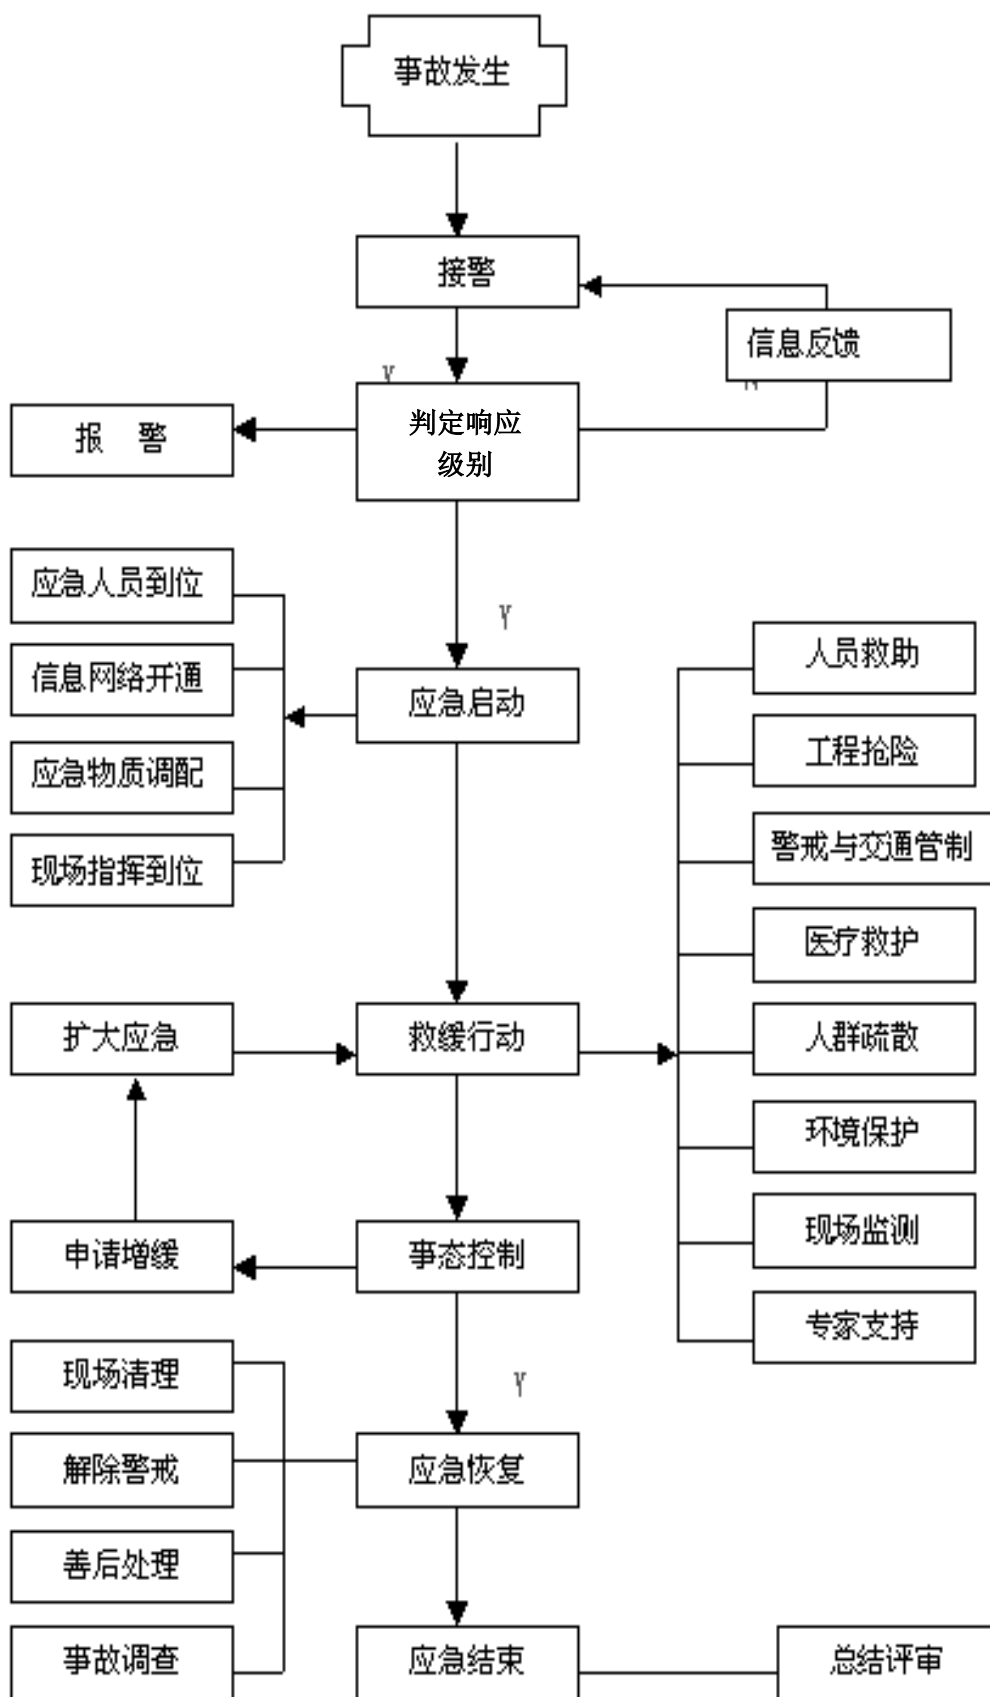 事故发生
接警
信息反馈
Y
N
判定响应
级别
报 警
应急人员到位
信息网络开通
应急物质调配
现场指挥到位
Y
应急启动
人员救助
工程抢险
警戒与交通管制
医疗救护
人群疏散
环境保护
现场监测
专家支持
扩大应急
救缓行动
申请增缓
事态控制
现场清理
解除警戒
善后处理
事故调查
Y
应急恢复
应急结束
总结评审